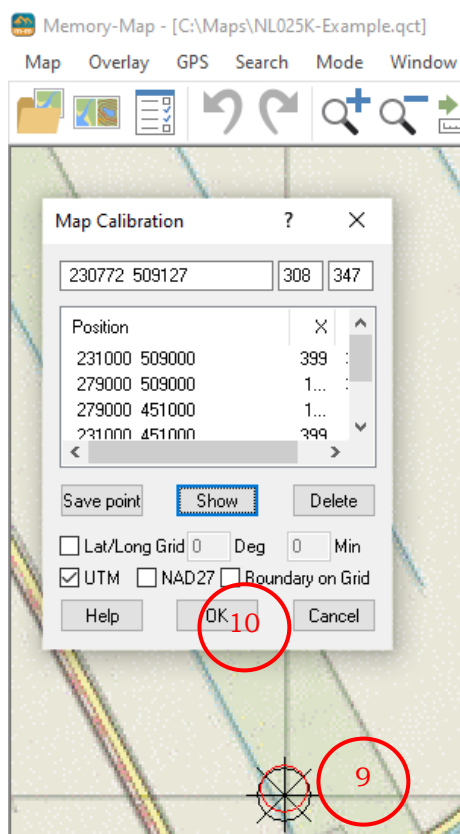 Memory-Map - [C:\Maps\NL025K-Example.qct]
Map Overlay GPS Search Mode Window
Map Calibration ? ×
230772 509127 308 347
Position X
231000 509000 399
279000 509000 1...
279000 451000 1...
231000 451000 399
Save point Show Delete
Lat/Long Grid 0 Deg 0 Min
UTM NAD27 Boundary on Grid
Help OK Cancel
10
9